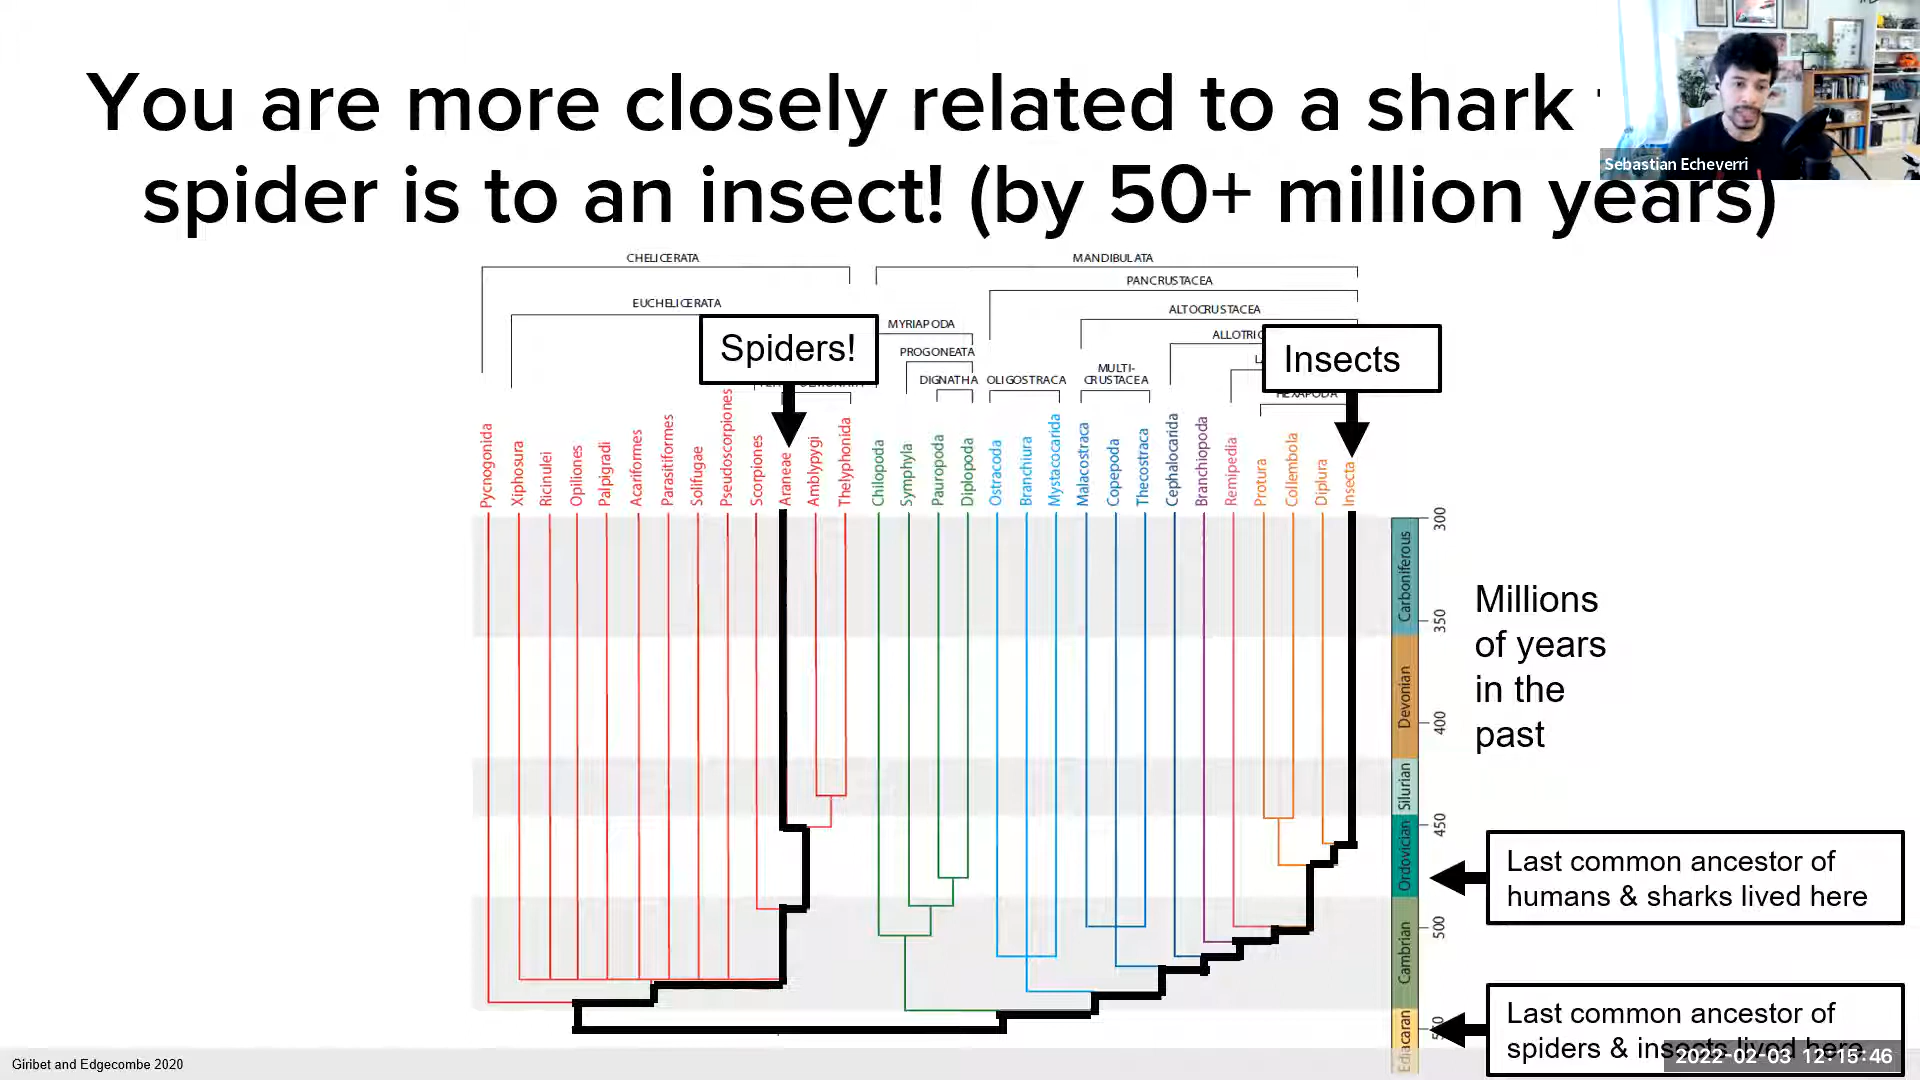 You are more closely related to a shark
spider is to an insect! (by 50+ million years)
Sebastian Echeverri
CHELICERATA
MANDIBULATA
PANCRUSTACEA
EUCHELICERATA
ALTOCRUSTACEA
MYRIAPODA
PROGONEATA
DIGNATHA
OLIGOSTRACA
MULTI-
CRUSTACEA
HEXAPODA
Spiders!
Insects
Pycnogonida
Xiphosura
Ricinulei
Opiliones
Palpigradi
Acariformes
Parasitiformes
Solifugae
Pseudoscorpiones
Scorpiones
Araneae
Amblypygi
Thelyphonida
Chilopoda
Symphyla
Pauropoda
Diplopoda
Ostracoda
Branchiura
Mystacocarida
Malacostraca
Copepoda
Thecostraca
Cephalocarida
Branchiopoda
Remipedia
Protura
Collembola
Diplura
Insecta
Carboniferous
Devonian
Silurian
Ordovician
Cambrian
Ediacaran
300
350
400
450
500
Millions
of years
in the
past
Last common ancestor of
humans & sharks lived here
Last common ancestor of
spiders & insects lived here
Giribet and Edgecombe 2020
2022-02-03 12:15:46